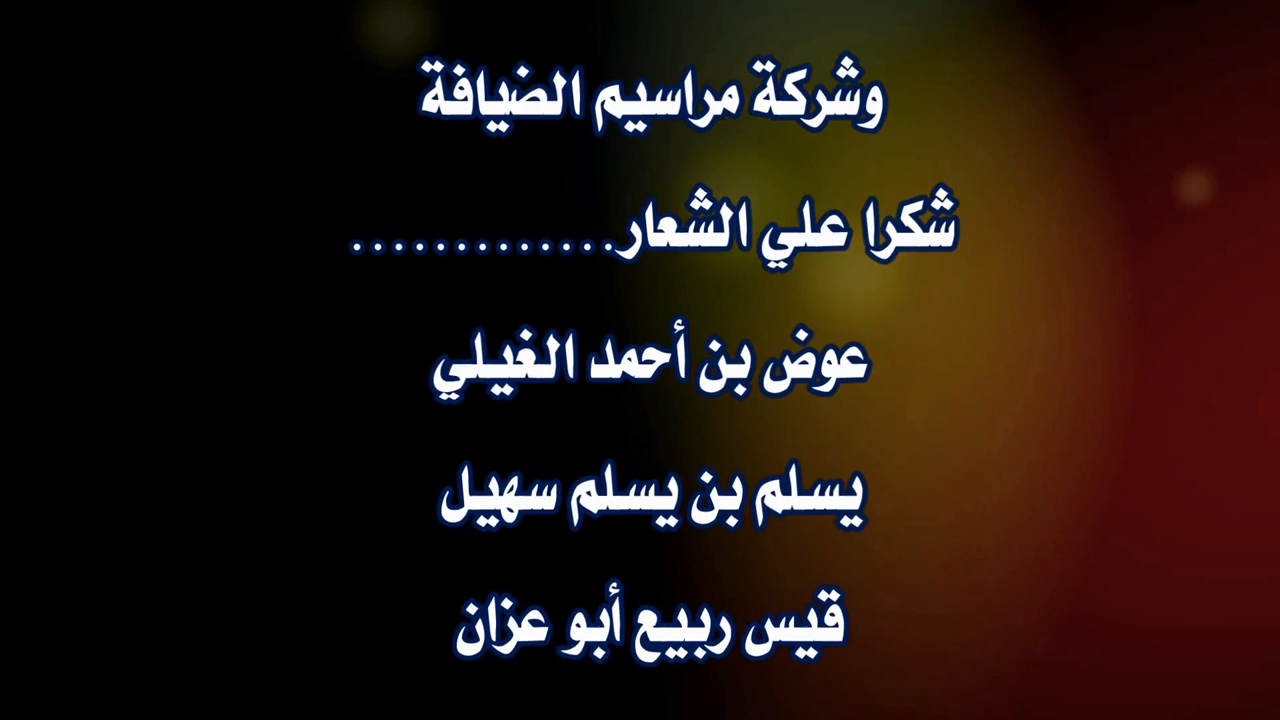 وشركة مراسيم الضيافة
شكرا علي الشعار.............
عوض بن أحمد الغيلي
يسلم بن يسلم سهيل
قيس ربيع أبو عزان